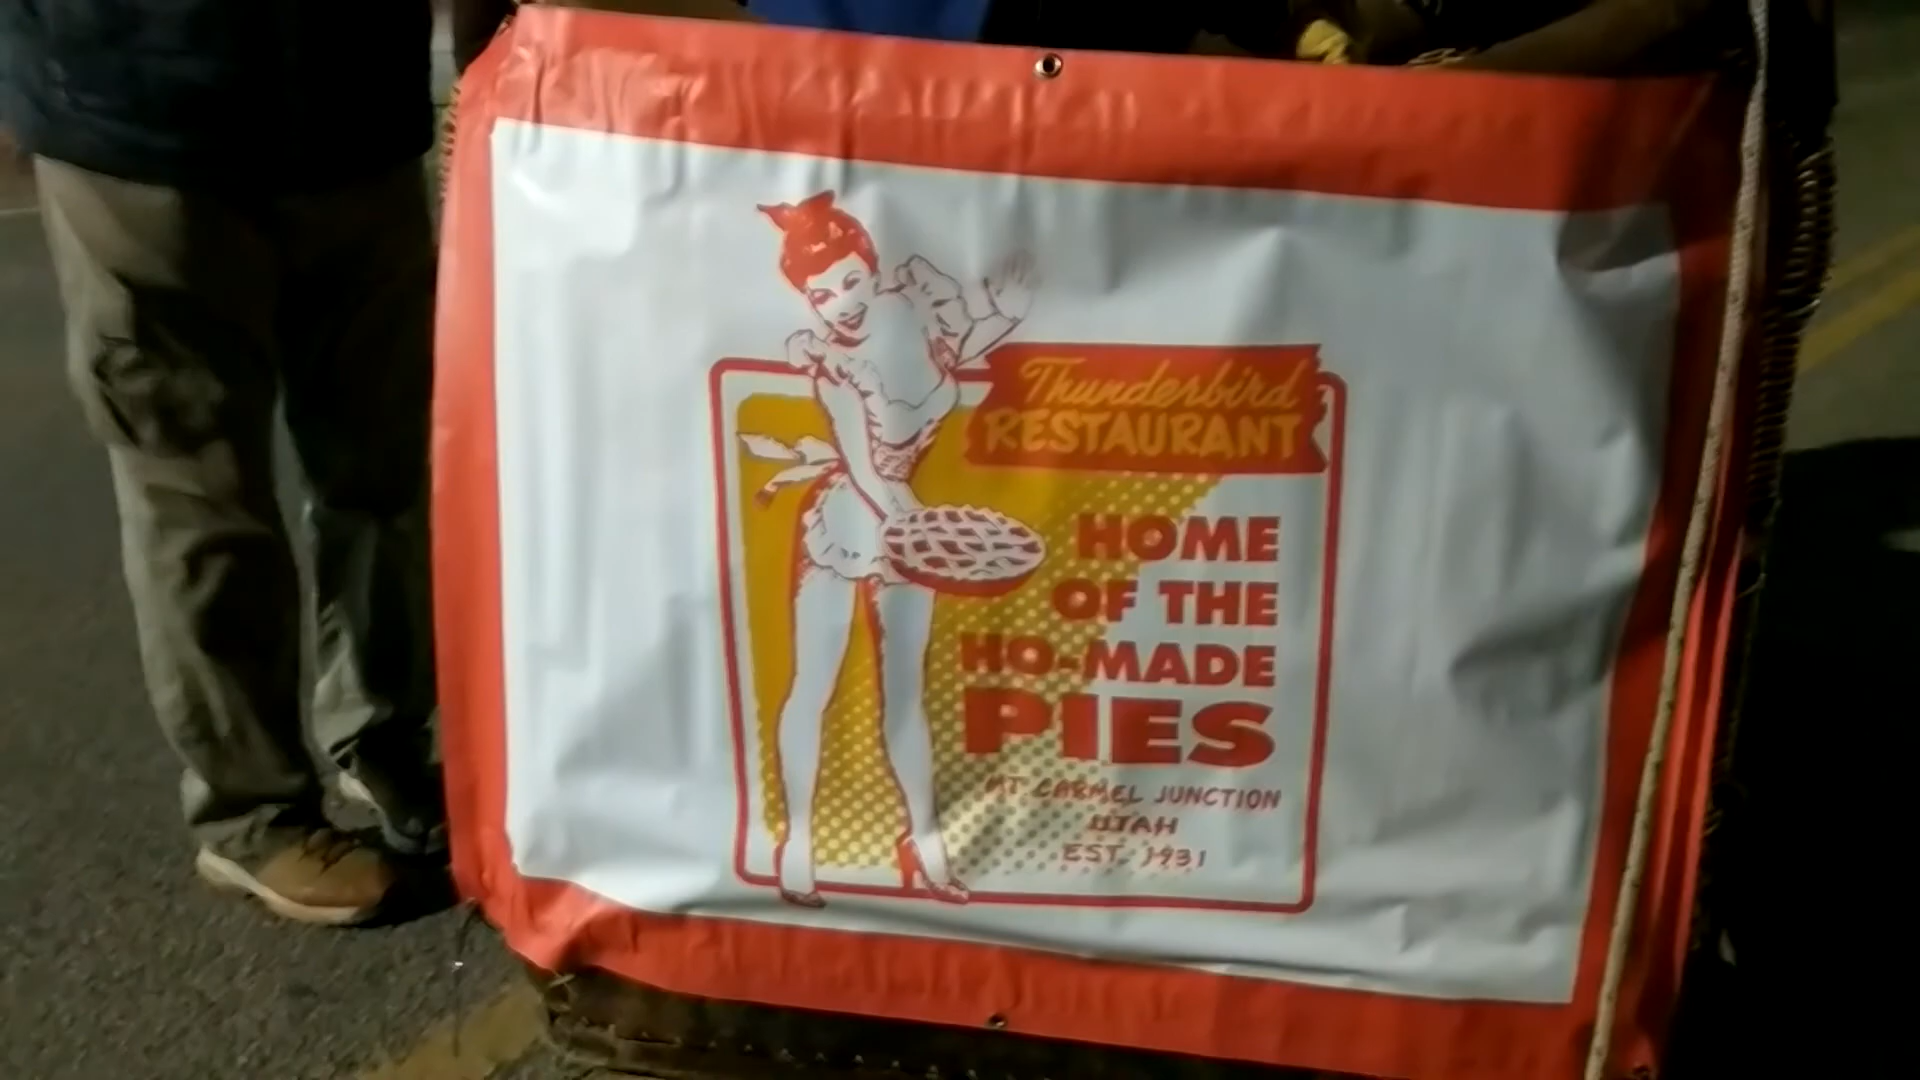 Thunderbird
RESTAURANT
HOME
OF THE
HO-MADE
PIES
MT CARMEL JUNCTION
UTAH
EST. 1931